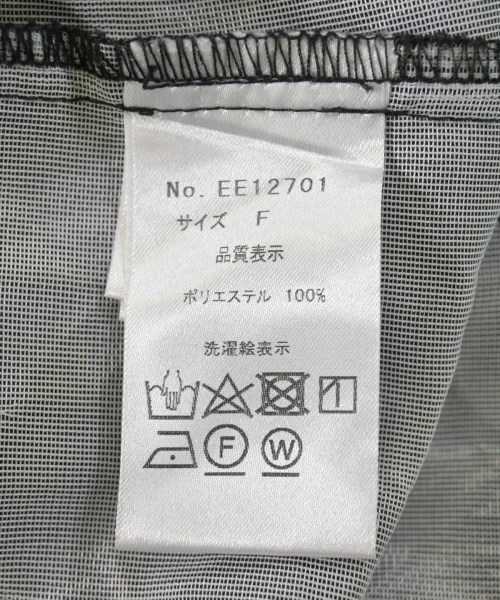 No. EE12701
サイズ F
品質表示
ポリエステル 100%
洗濯絵表示
F W